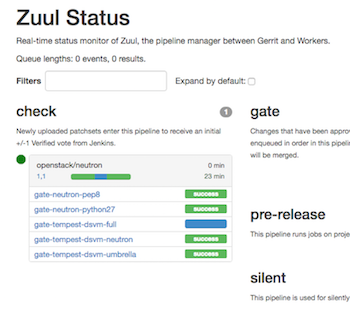 Zuul Status
Real-time status monitor of Zuul, the pipeline manager between Gerrit and Workers.
Queue lengths: 0 events, 0 results.
Filters
Expand by default:
check
1
Newly uploaded patchsets enter this pipeline to receive an initial
+/-1 Verified vote from Jenkins.
openstack/neutron
0 min
1,1
23 min
gate-neutron-pep8
SUCCESS
gate-neutron-python27
SUCCESS
gate-tempest-dsvm-full
gate-tempest-dsvm-neutron
SUCCESS
gate-tempest-dsvm-umbrella
SUCCESS
gate
Changes that have been approv
enqueued in order in this pipelin
will be merged.
pre-release
This pipeline runs jobs on proje
silent
This pipeline is used for silently